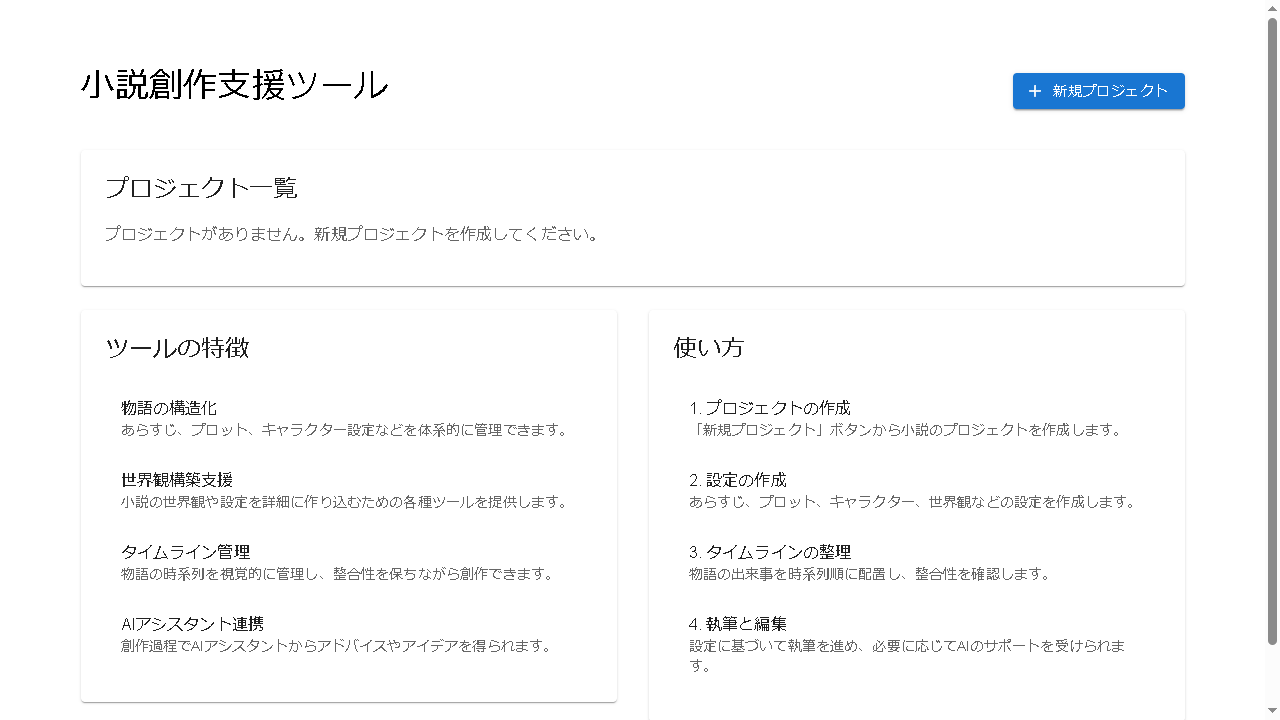 小説創作支援ツール
新規プロジェクト
プロジェクト一覧
プロジェクトがありません。新規プロジェクトを作成してください。
ツールの特徴
物語の構造化
あらすじ、プロット、キャラクター設定などを体系的に管理できます。
世界観構築支援
小説の世界観や設定を詳細に作り込むための各種ツールを提供します。
タイムライン管理
物語の時系列を視覚的に管理し、整合性を保ちながら創作できます。
AIアシスタント連携
創作過程でAIアシスタントからアドバイスやアイデアを得られます。
使い方
1. プロジェクトの作成
「新規プロジェクト」ボタンから小説のプロジェクトを作成します。
2. 設定の作成
あらすじ、プロット、キャラクター、世界観などの設定を作成します。
3. タイムラインの整理
物語の出来事を時系列順に配置し、整合性を確認します。
4. 執筆と編集
設定に基づいて執筆を進め、必要に応じてAIのサポートを受けられま
す。